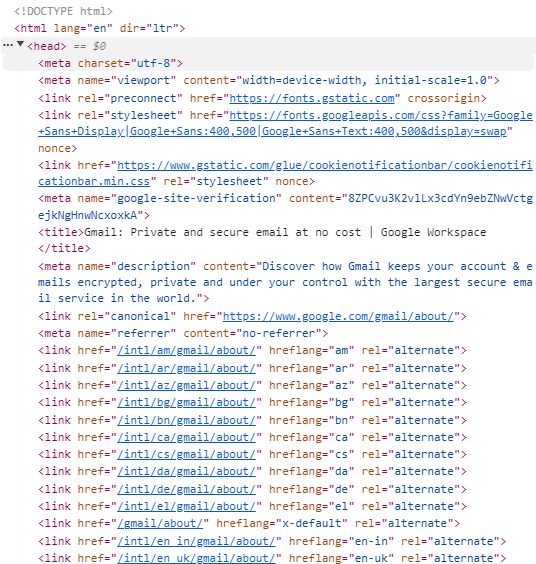 <!DOCTYPE html>
<html lang="en" dir="ltr">
··· ▼ <head> == $0
<meta charset="utf-8">
<meta name="viewport" content="width=device-width, initial-scale=1.0">
<link rel="preconnect" href="https://fonts.gstatic.com" crossorigin>
<link rel="stylesheet" href="https://fonts.googleapis.com/css?family=Google
+Sans+Display|Google+Sans:400,500|Google+Sans+Text:400,500&display=swap"
nonce>
<link href="https://www.gstatic.com/glue/cookienotificationbar/cookienotifi
cationbar.min.css" rel="stylesheet" nonce>
<meta name="google-site-verification" content="8ZPCvu3K2vlLx3cdYn9ebZNwVctg
ejkNgHnwNcxoxkA">
<title>Gmail: Private and secure email at no cost | Google Workspace
</title>
<meta name="description" content="Discover how Gmail keeps your account & e
mails encrypted, private and under your control with the largest secure ema
il service in the world.">
<link rel="canonical" href="https://www.google.com/gmail/about/">
<meta name="referrer" content="no-referrer">
<link href="/intl/am/gmail/about/" hreflang="am" rel="alternate">
<link href="/intl/ar/gmail/about/" hreflang="ar" rel="alternate">
<link href="/intl/az/gmail/about/" hreflang="az" rel="alternate">
<link href="/intl/bg/gmail/about/" hreflang="bg" rel="alternate">
<link href="/intl/bn/gmail/about/" hreflang="bn" rel="alternate">
<link href="/intl/ca/gmail/about/" hreflang="ca" rel="alternate">
<link href="/intl/cs/gmail/about/" hreflang="cs" rel="alternate">
<link href="/intl/da/gmail/about/" hreflang="da" rel="alternate">
<link href="/intl/de/gmail/about/" hreflang="de" rel="alternate">
<link href="/intl/el/gmail/about/" hreflang="el" rel="alternate">
<link href="/gmail/about/" hreflang="x-default" rel="alternate">
<link href="/intl/en_in/gmail/about/" hreflang="en-in" rel="alternate">
<link href="/intl/en_uk/gmail/about/" hreflang="en-uk" rel="alternate">